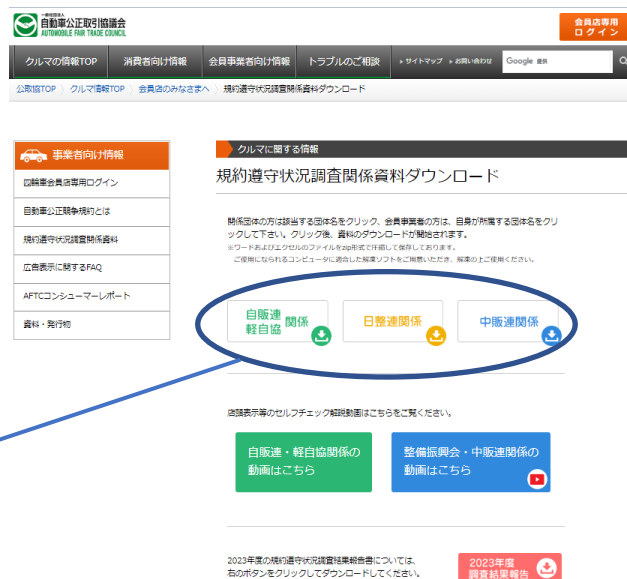 一般社団法人
自動車公正取引協議会
AUTOMOBILE FAIR TRADE COUNCIL
会員店専用
ログイン
クルマの情報TOP 消費者向け情報 会員事業者向け情報 トラブルのご相談 サイトマップ お問い合わせ Google 提供
公取協TOP クルマ情報TOP 会員店のみなさまへ 規約遵守状況調査関係資料ダウンロード
事業者向け情報
四輪車会員店専用ログイン
自動車公正競争規約とは
規約遵守状況調査関係資料
広告表示に関するFAQ
AFTCコンシューマーレポート
資料・発行物
クルマに関する情報
規約遵守状況調査関係資料ダウンロード
関係団体の方は該当する団体名をクリック、会員事業者の方は、自身が所属する団体名をクリ
ックして下さい。クリック後、資料のダウンロードが開始されます。
※ワードおよびエクセルのファイルをzip形式で圧縮して保存しております。
ご使用になられるコンピュータに適合した解凍ソフトをご用意いただき、解凍の上ご使用ください。
自販連
軽自協 関係
日整連関係
中販連関係
店頭表示等のセルフチェック解説動画はこちらをご覧ください。
自販連・軽自協関係の
動画はこちら
整備振興会・中販連関係の
動画はこちら
2023年度の規約遵守状況調査結果報告書については、
右のボタンをクリックしてダウンロードしてください。
2023年度
調査結果報告